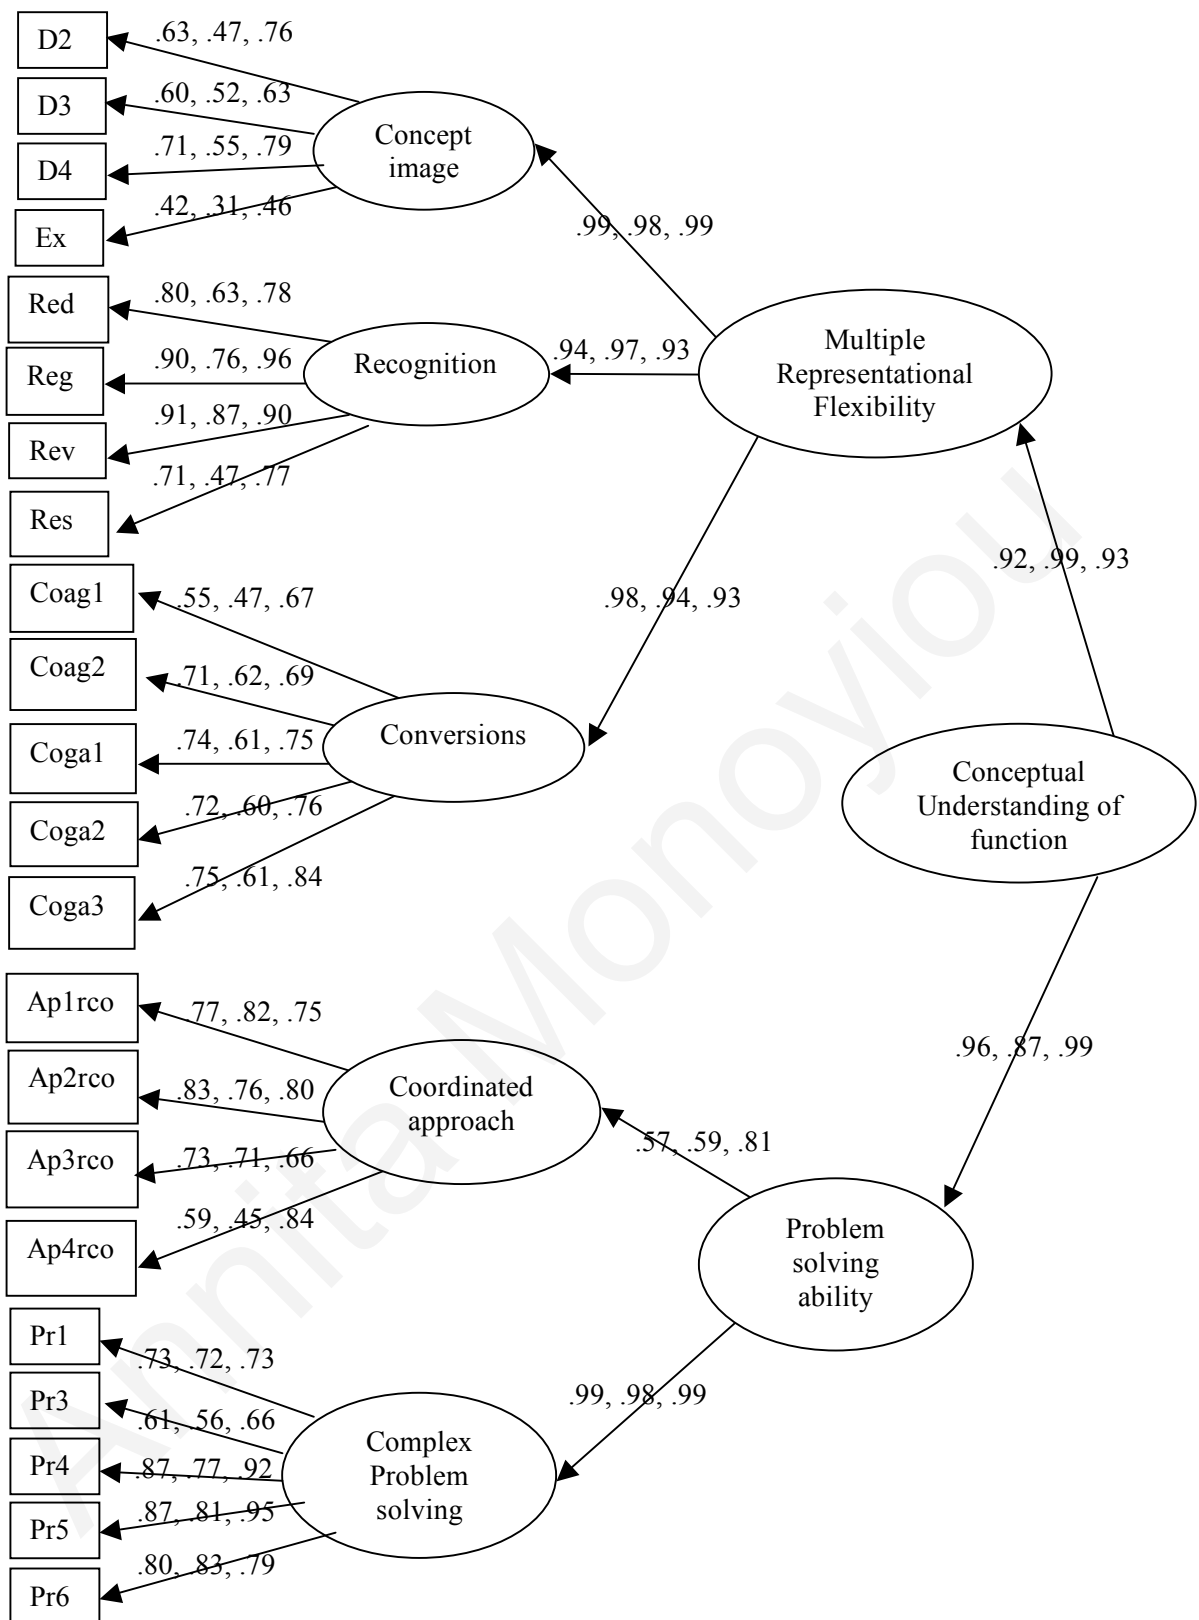 D2
.63, .47, .76
D3
.60, .52, .63
D4
.71, .55, .79
Ex
.42, .31, .46
Concept
image
.99, .98, .99
Red
.80, .63, .78
Reg
.90, .76, .96
Rev
.91, .87, .90
Res
.71, .47, .77
Recognition
.94, .97, .93
Multiple
Representational
Flexibility
.92, .99, .93
Coag1
.55, .47, .67
Coag2
.71, .62, .69
Coga1
.74, .61, .75
Coga2
.72, .60, .76
Coga3
.75, .61, .84
Conversions
.98, .94, .93
Conceptual
Understanding of
function
Ap1rco
.77, .82, .75
Ap2rco
.83, .76, .80
Ap3rco
.73, .71, .66
Ap4rco
.59, .45, .84
Coordinated
approach
.57, .59, .81
.96, .87, .99
Problem
solving
ability
Pr1
.73, .72, .73
Pr3
.61, .56, .66
Pr4
.87, .77, .92
Pr5
.87, .81, .95
Pr6
.80, .83, .79
Complex
Problem
solving
.99, .98, .99
Annita Monoyiou